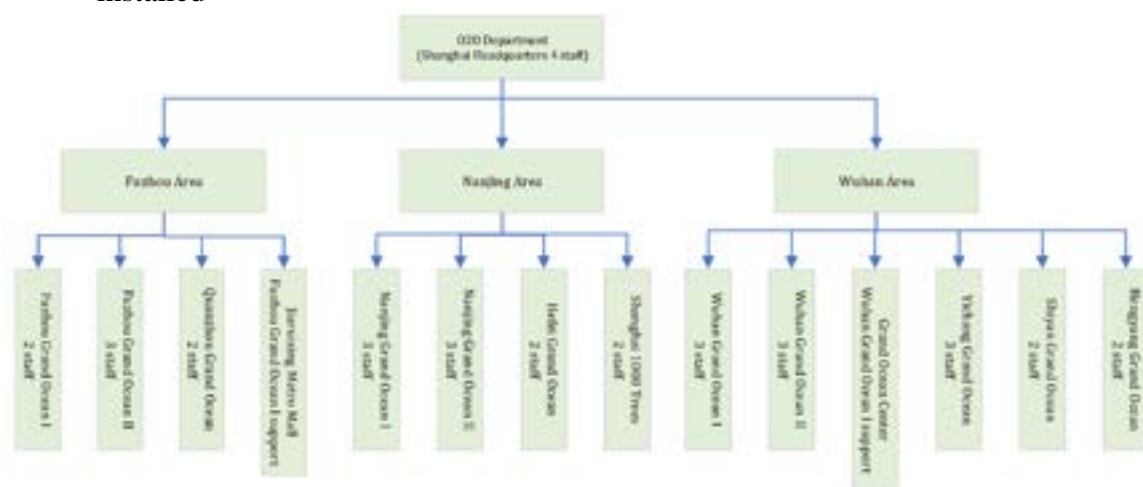 installed
O2O Department
(Shanghai Headquarters 4 staff)
Fuzhou Area
Nanjing Area
Wuhan Area
Fuzhou Grand Ocean I
2 staff
Fuzhou Grand Ocean II
3 staff
Quanzhou Grand Ocean
2 staff
Metro Mall
Fuzhou Grand Ocean I support
Nanjing Grand Ocean I
3 staff
Nanjing Grand Ocean II
3 staff
Hefei Grand Ocean
2 staff
Shanghai 1000 Trees
2 staff
Wuhan Grand Ocean I
3 staff
Wuhan Grand Ocean II
3 staff
Grand Ocean Center
Wuhan Grand Ocean I support
Yichang Grand Ocean
3 staff
Shiyan Grand Ocean
2 staff
Hengyang Grand Ocean
2 staff